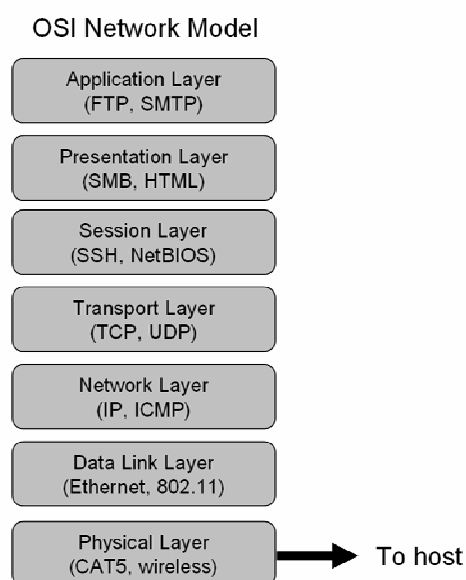 OSI Network Model
Application Layer
(FTP, SMTP)
Presentation Layer
(SMB, HTML)
Session Layer
(SSH, NetBIOS)
Transport Layer
(TCP, UDP)
Network Layer
(IP, ICMP)
Data Link Layer
(Ethernet, 802.11)
Physical Layer
(CAT5, wireless)
To host